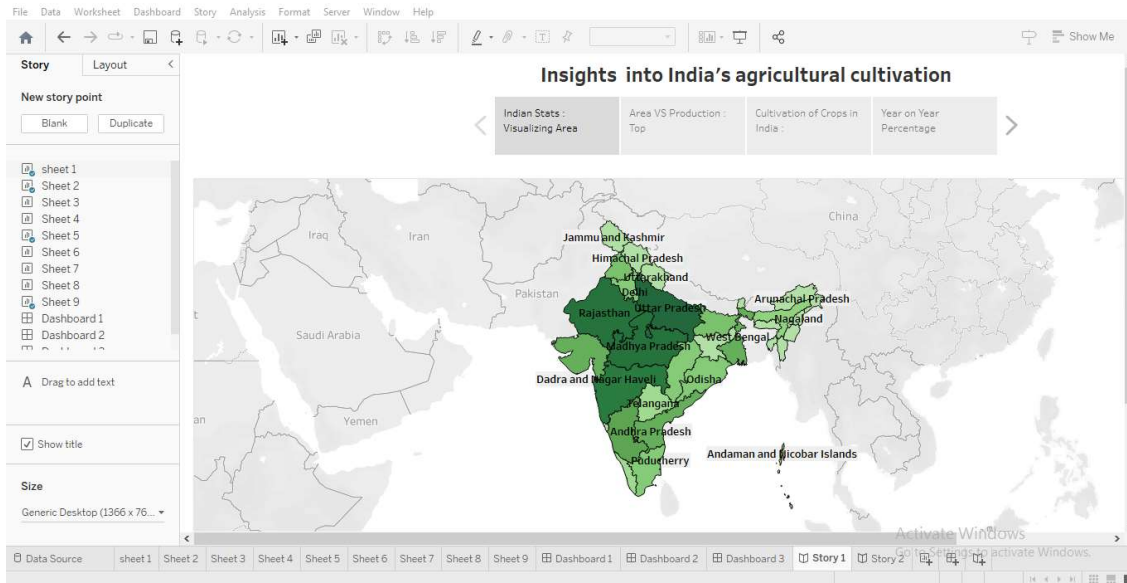 File Data Worksheet Dashboard Story Analysis Format Server Window Help
Show Me
Story Layout
New story point
Blank Duplicate
sheet 1
Sheet 2
Sheet 3
Sheet 4
Sheet 5
Sheet 6
Sheet 7
Sheet 8
Sheet 9
Dashboard 1
A Drag to add text
Show title
Size
Generic Desktop (1366 x 76...
Insights into India's agricultural cultivation
Indian Stats :
Visualizing Area
Area VS Production :
Top
Cultivation of Crops in
India :
Year on Year
Percentage
China
Iraq
Iran
Jammu and Kashmir
Himachal Pradesh
Uttarakhand
Delhi
Pakistan
Arunachal Pradesh
Rajasthan
Uttar Pradesh
Nagaland
Saudi Arabia
Madhya Pradesh
West Bengal
Dadra and Nagar Haveli
Odisha
Telangana
an
Yemen
Andhra Pradesh
Puducherry
Andaman and Nicobar Islands
Activate Windows
Go to Settings to activate Windows.
Data Source sheet 1 Sheet 2 Sheet 3 Sheet 4 Sheet 5 Sheet 6 Sheet 7 Sheet 8 Sheet 9 Dashboard 1 Dashboard 2 Dashboard 3 Story 1 Story 2